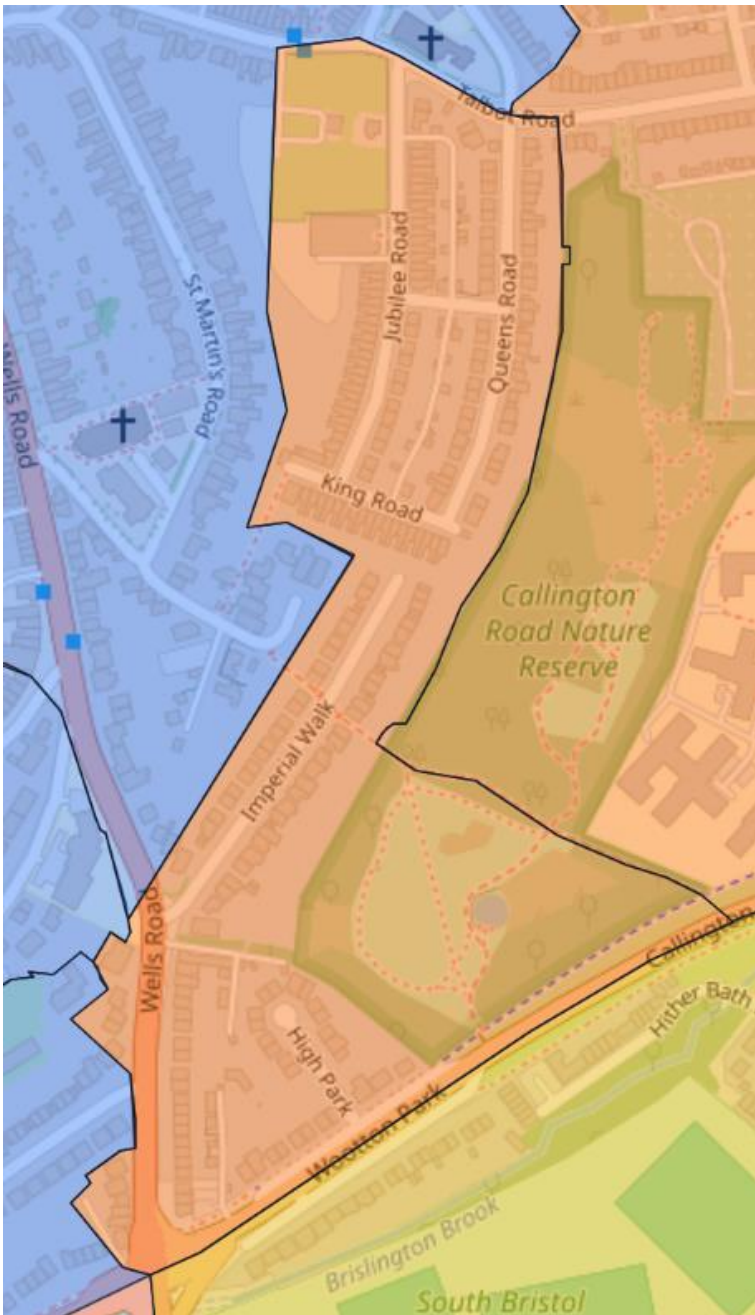 Talbot Road
Jubilee Road
Queens Road
St Martin's Road
Wells Road
King Road
Callington
Road Nature
Reserve
Imperial Walk
Wells Road
Callington
Hither Bath
High Park
Wootton Park
Brislington Brook
South Bristol